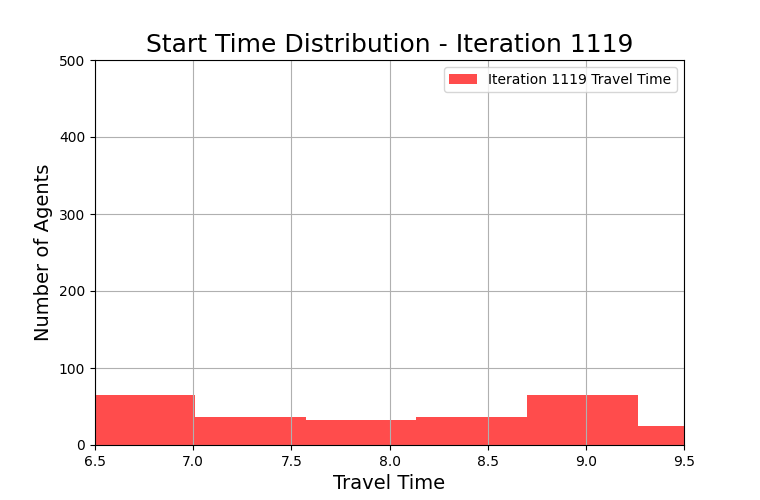 Start Time Distribution - Iteration 1119
Iteration 1119 Travel Time
Number of Agents
500
400
300
200
100
0
6.5 7.0 7.5 8.0 8.5 9.0 9.5
Travel Time